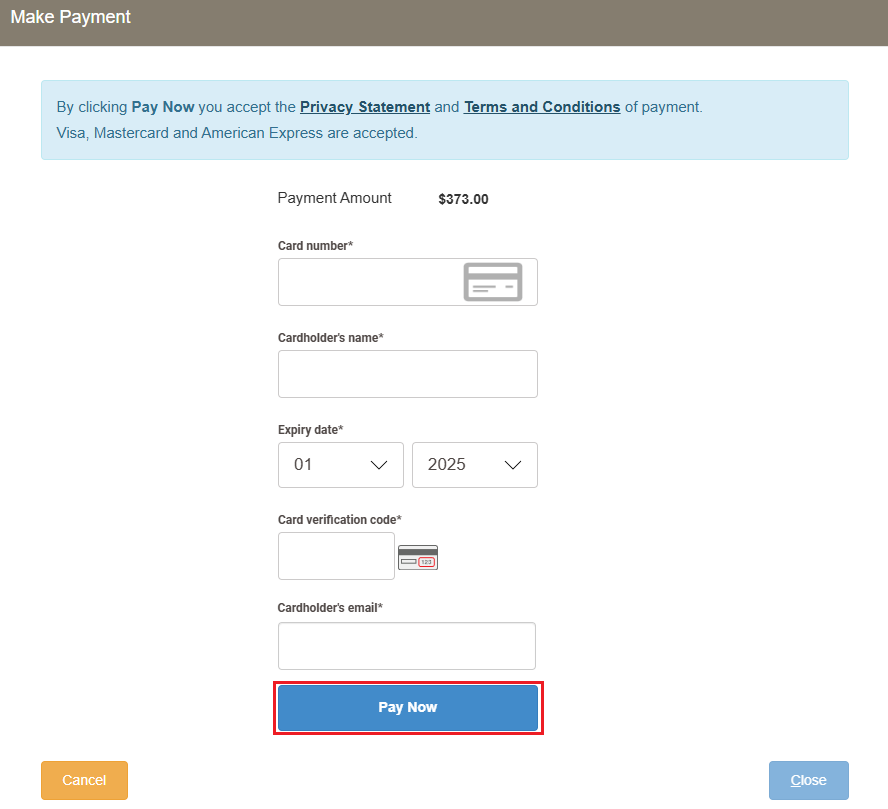 Make Payment
By clicking Pay Now you accept the Privacy Statement and Terms and Conditions of payment.
Visa, Mastercard and American Express are accepted.
Payment Amount $373.00
Card number*
Cardholder's name*
Expiry date*
01 2025
Card verification code*
123
Cardholder's email*
Pay Now
Cancel Close